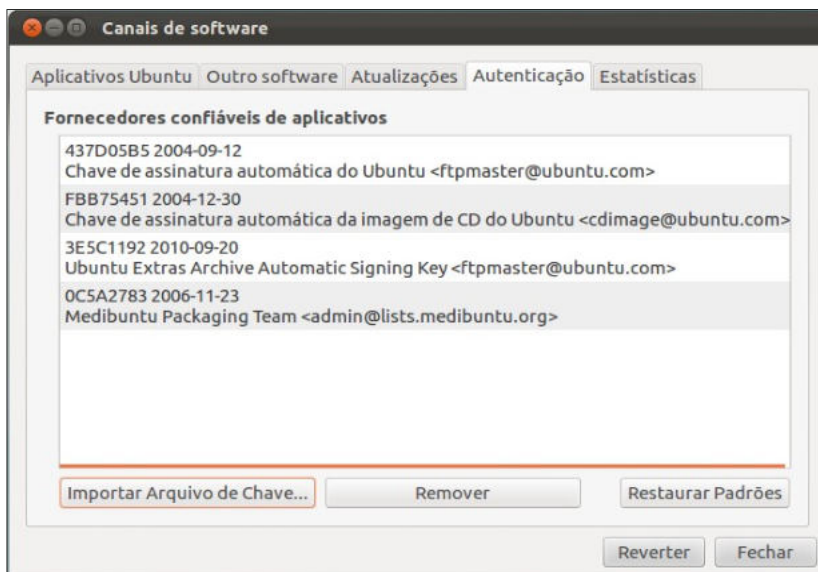 Canais de software
Aplicativos Ubuntu Outro software Atualizações Autenticação Estatísticas
Fornecedores confiáveis de aplicativos
437D05B5 2004-09-12
Chave de assinatura automática do Ubuntu <ftpmaster@ubuntu.com>
FBB75451 2004-12-30
Chave de assinatura automática da imagem de CD do Ubuntu <cdimage@ubuntu.com>
3E5C1192 2010-09-20
Ubuntu Extras Archive Automatic Signing Key <ftpmaster@ubuntu.com>
0C5A2783 2006-11-23
Medibuntu Packaging Team <admin@lists.medibuntu.org>
Importar Arquivo de Chave... Remover Restaurar Padrões
Reverter Fechar